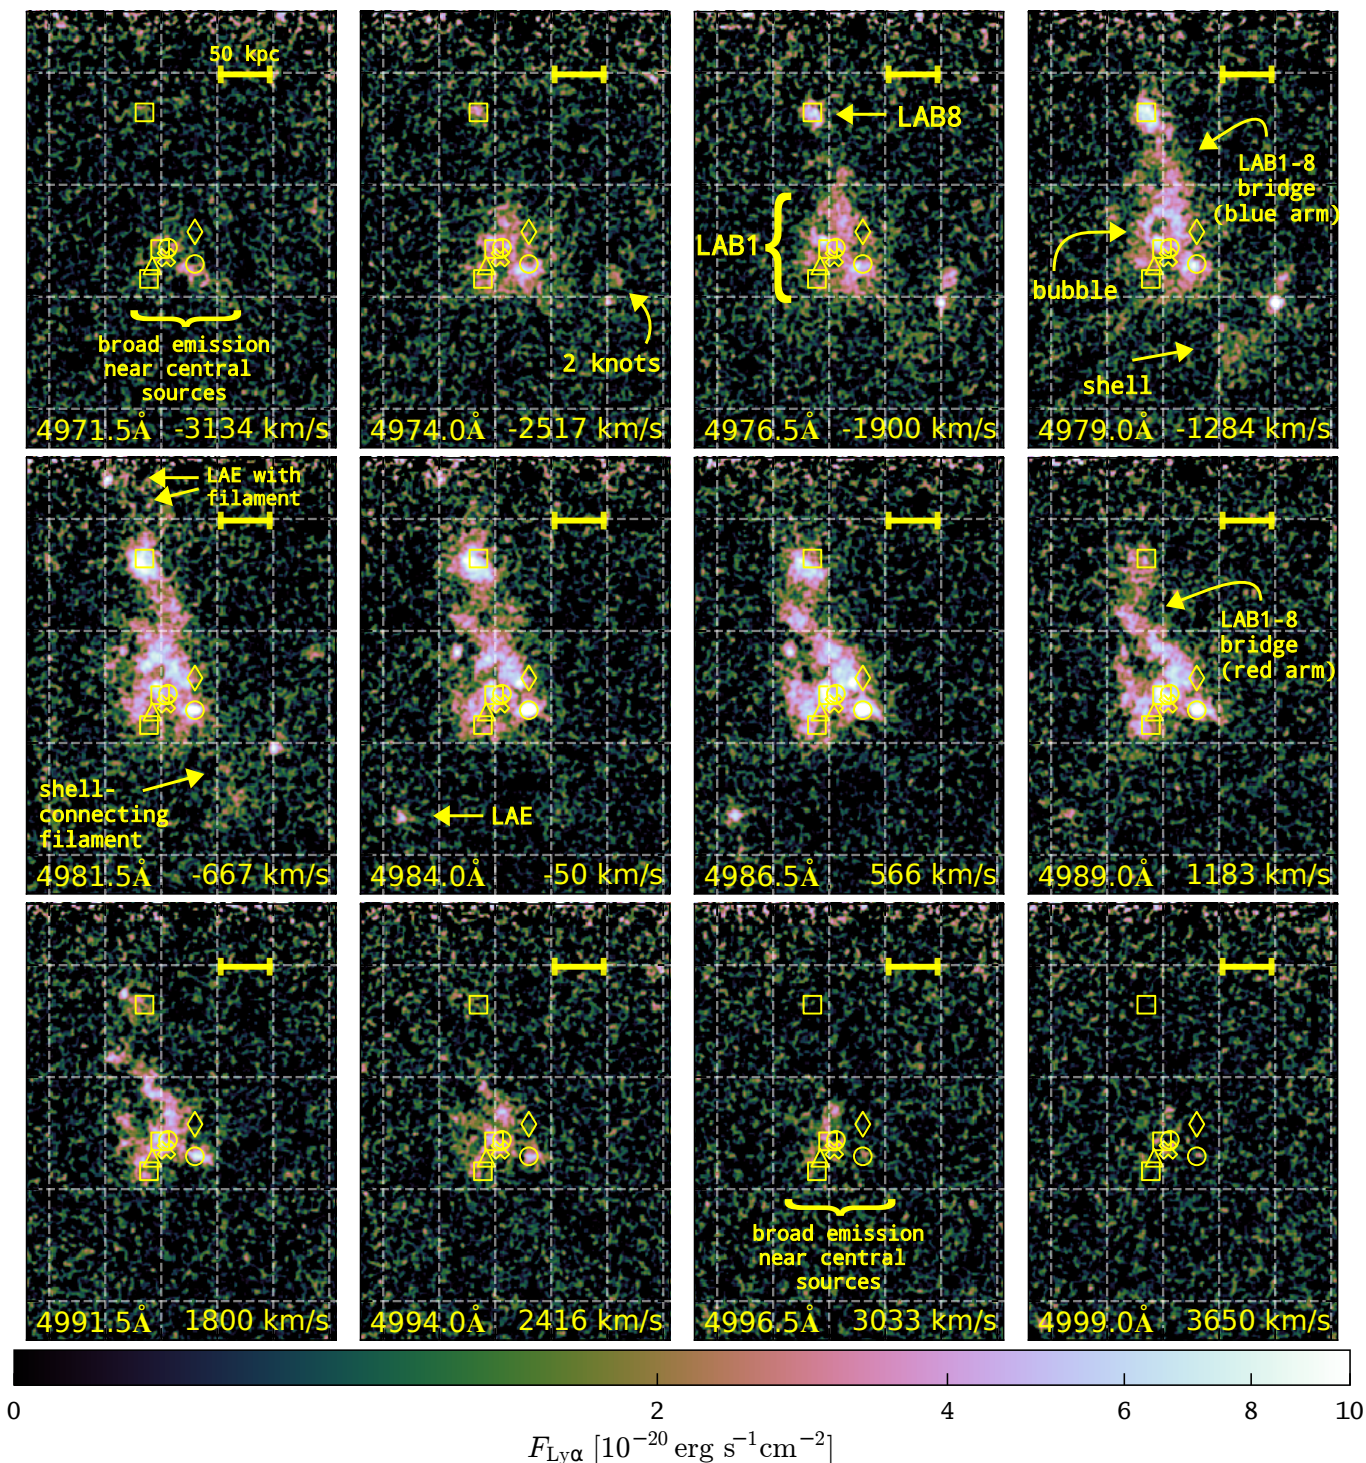 50 kpc
broad emission
near central
sources
4971.5Å -3134 km/s
2 knots
4974.0Å -2517 km/s
LAB8
LAB1
4976.5Å -1900 km/s
LAB1-8
bridge
(blue arm)
bubble
shell
4979.0Å -1284 km/s
LAE with
filament
shell-
connecting
filament
4981.5Å -667 km/s
LAE
4984.0Å -50 km/s
4986.5Å 566 km/s
LAB1-8
bridge
(red arm)
4989.0Å 1183 km/s
4991.5Å 1800 km/s
4994.0Å 2416 km/s
broad emission
near central
sources
4996.5Å 3033 km/s
4999.0Å 3650 km/s
0 2 4 6 8 10
F_Lyα [10⁻²⁰ erg s⁻¹cm⁻²]